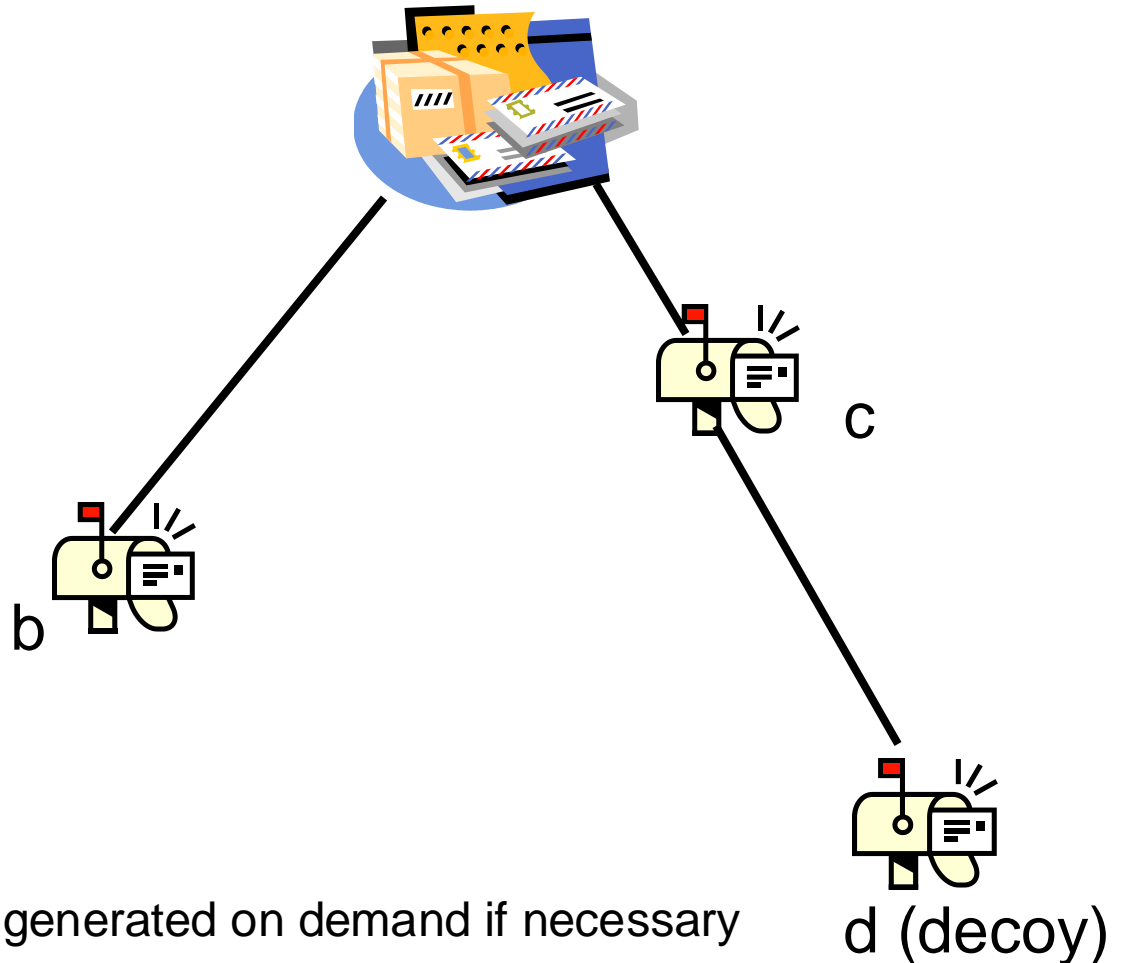 c
b
generated on demand if necessary
d (decoy)